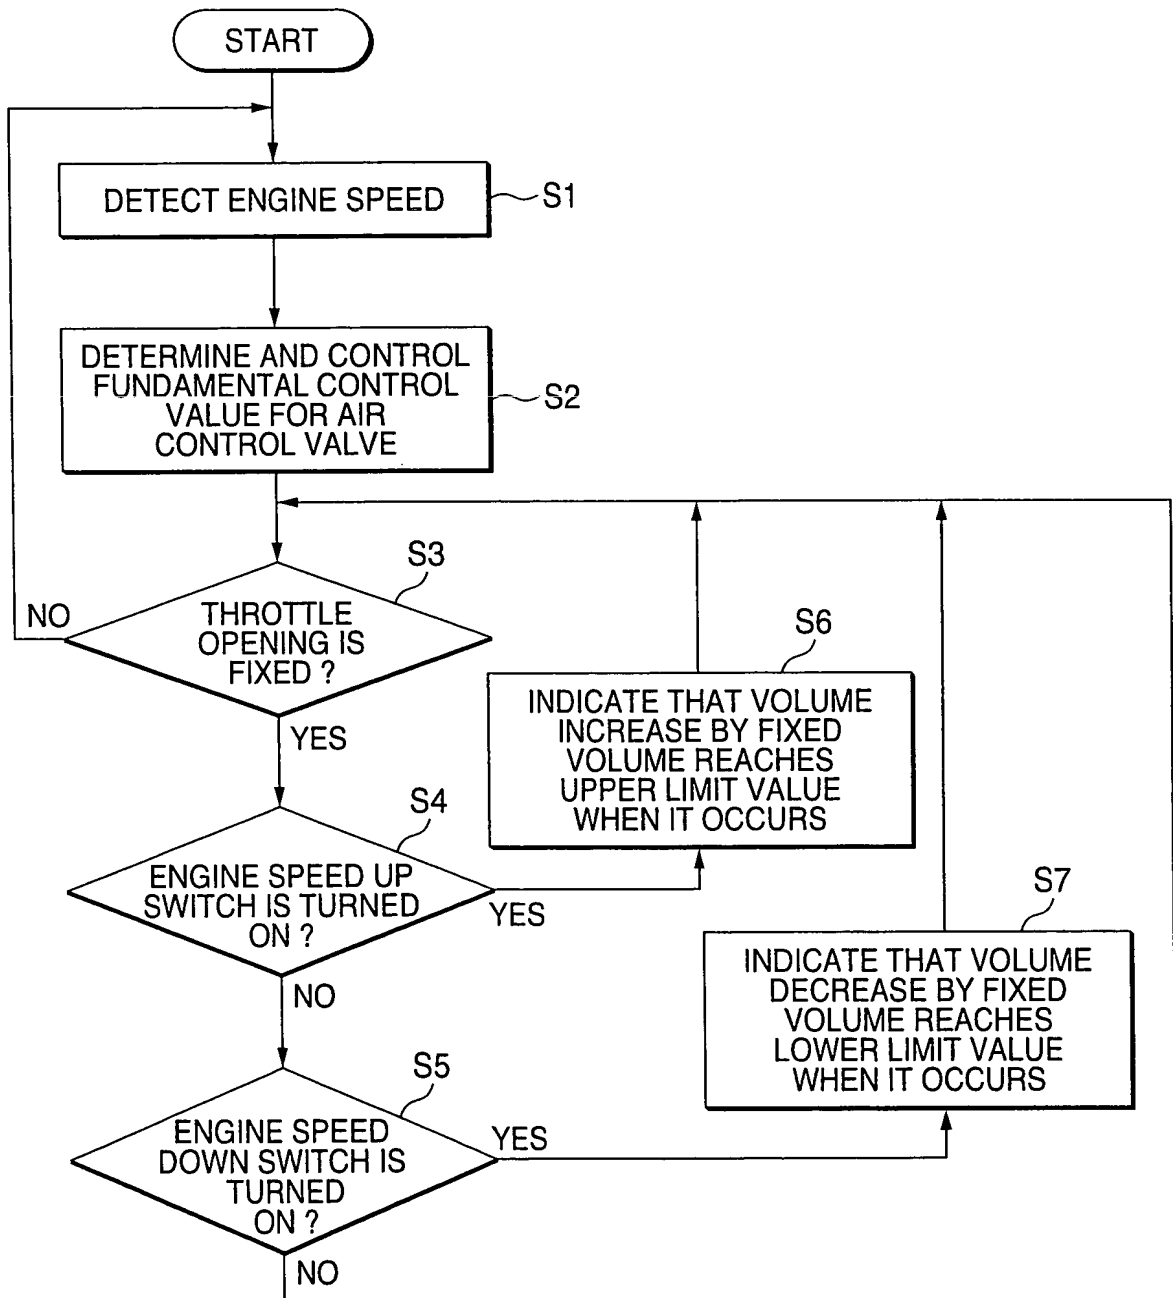 START
DETECT ENGINE SPEED
S1
DETERMINE AND CONTROL
FUNDAMENTAL CONTROL
VALUE FOR AIR
CONTROL VALVE
S2
S3
NO
THROTTLE
OPENING IS
FIXED ?
YES
S6
INDICATE THAT VOLUME
INCREASE BY FIXED
VOLUME REACHES
UPPER LIMIT VALUE
WHEN IT OCCURS
S4
ENGINE SPEED UP
SWITCH IS TURNED
ON ?
YES
NO
S7
INDICATE THAT VOLUME
DECREASE BY FIXED
VOLUME REACHES
LOWER LIMIT VALUE
WHEN IT OCCURS
S5
ENGINE SPEED
DOWN SWITCH IS
TURNED
ON ?
YES
NO